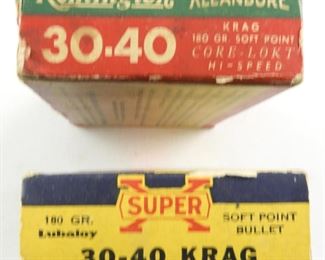 Remington KLEANBORE
30-40 KRAG
180 GR. SOFT POINT
CORE-LOKT
HI-SPEED
X
SUPER
180 GR.
Lubaloy
SOFT POINT
BULLET
30-40 KRAG